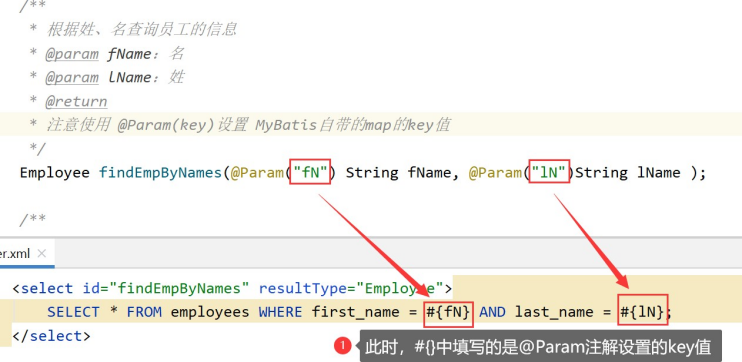 /**
* 根据姓、名查询员工的信息
* @param fName：名
* @param lName：姓
* @return
* 注意使用 @Param(key)设置 MyBatis自带的map的key值
*/
Employee findEmpByNames(@Param("fN") String fName, @Param("lN")String lName );
/**
er.xml ×
<select id="findEmpByNames" resultType="Employee">
SELECT * FROM employees WHERE first_name = #{fN} AND last_name = #{lN};
</select>
1 此时，#{}中填写的是@Param注解设置的key值